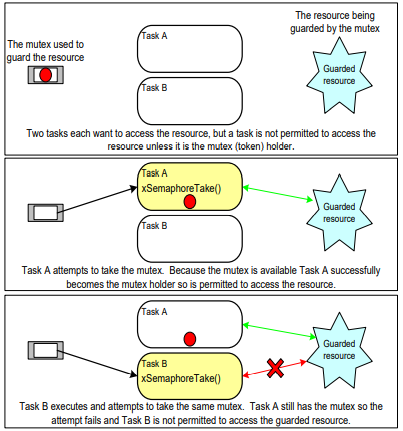 The resource being
guarded by the mutex
The mutex used to
guard the resource
Task A
Task B
Guarded
resource
Two tasks each want to access the resource, but a task is not permitted to access the
resource unless it is the mutex (token) holder.
Task A
xSemaphoreTake()
Task B
Guarded
resource
Task A attempts to take the mutex. Because the mutex is available Task A successfully
becomes the mutex holder so is permitted to access the resource.
Task A
Task B
xSemaphoreTake()
Guarded
resource
Task B executes and attempts to take the same mutex. Task A still has the mutex so the
attempt fails and Task B is not permitted to access the guarded resource.